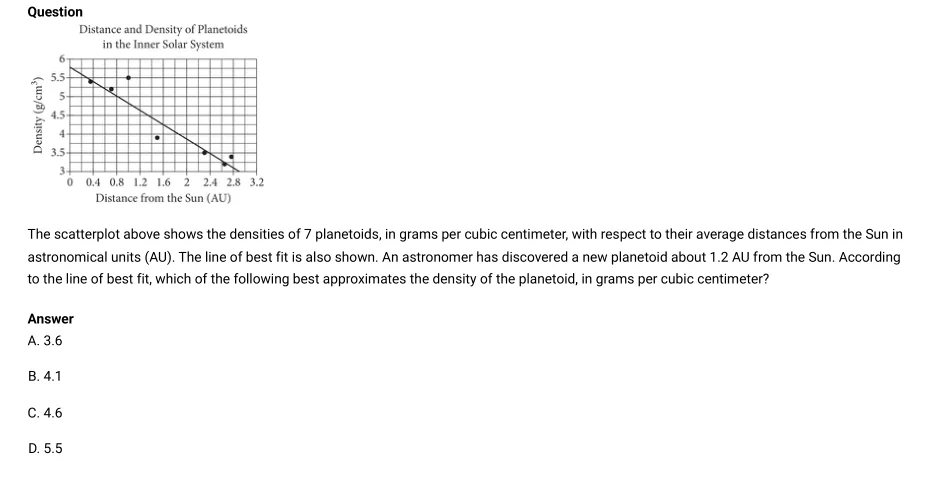 Question
Distance and Density of Planetoids
in the Inner Solar System
Density (g/cm³)
6
5.5
5
4.5
4
3.5
3
0 0.4 0.8 1.2 1.6 2 2.4 2.8 3.2
Distance from the Sun (AU)
The scatterplot above shows the densities of 7 planetoids, in grams per cubic centimeter, with respect to their average distances from the Sun in
astronomical units (AU). The line of best fit is also shown. An astronomer has discovered a new planetoid about 1.2 AU from the Sun. According
to the line of best fit, which of the following best approximates the density of the planetoid, in grams per cubic centimeter?
Answer
A. 3.6
B. 4.1
C. 4.6
D. 5.5